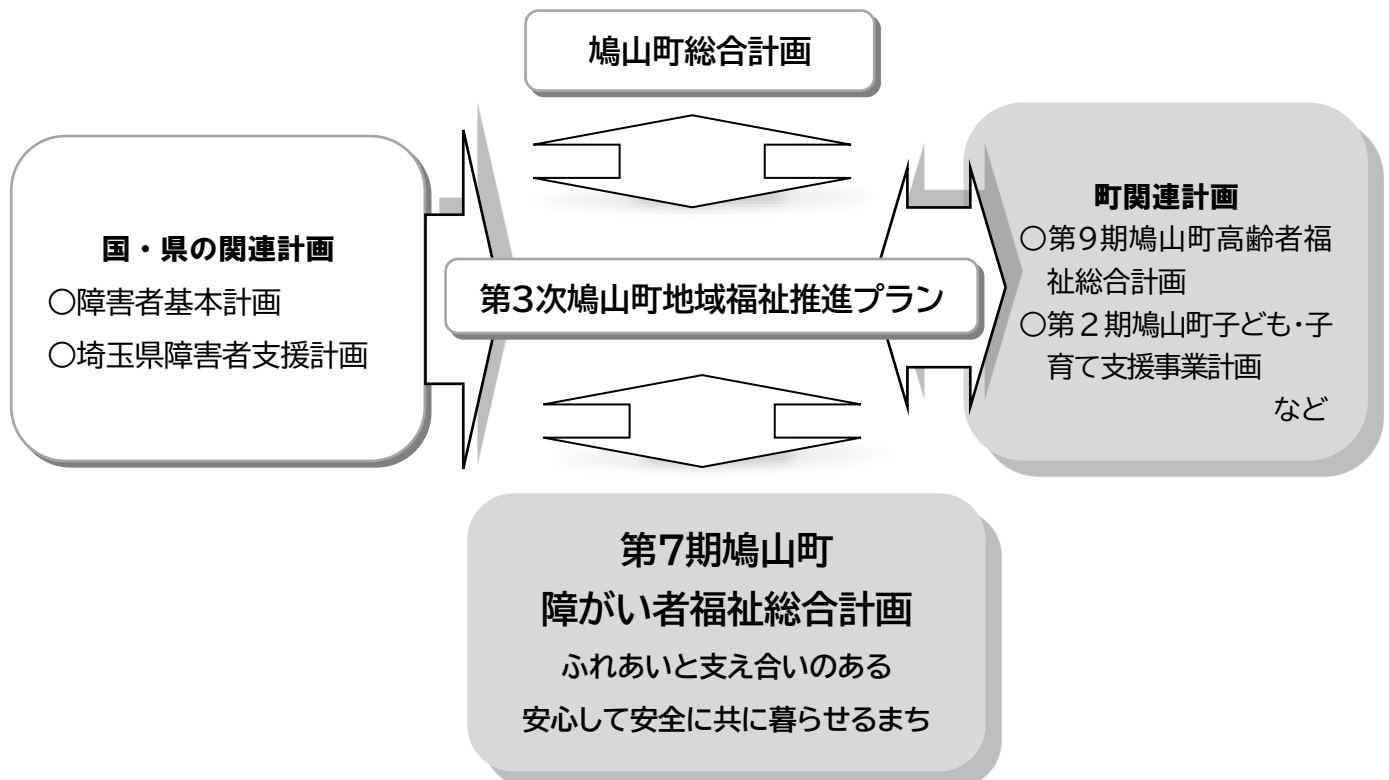 鳩山町総合計画
国・県の関連計画
○障害者基本計画
○埼玉県障害者支援計画
第3次鳩山町地域福祉推進プラン
町関連計画
○第9期鳩山町高齢者福
祉総合計画
○第2期鳩山町子ども・子
育て支援事業計画
など
第7期鳩山町
障がい者福祉総合計画
ふれあいと支え合いのある
安心して安全に共に暮らせるまち